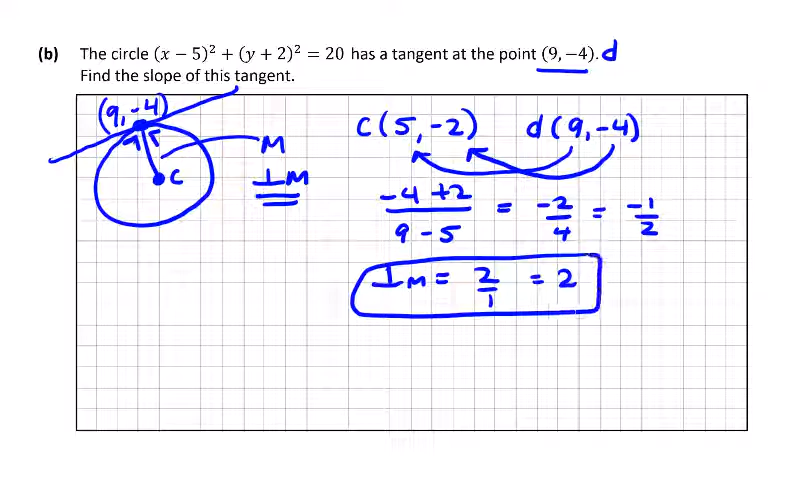 (b) The circle (x − 5)² + (y + 2)² = 20 has a tangent at the point (9, −4). d
Find the slope of this tangent.
(9, -4)
M
⊥M
C
C(5, -2) d(9, -4)
-4 +2 / 9 - 5 = -2/4 = -1/2
⊥M = 2/1 = 2